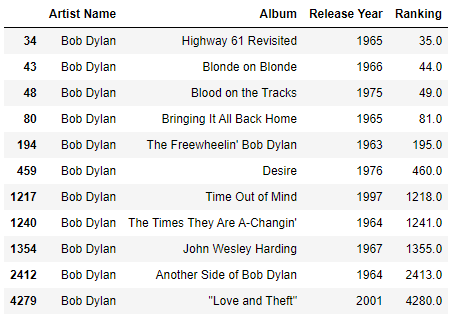 Artist Name Album Release Year Ranking
34 Bob Dylan Highway 61 Revisited 1965 35.0
43 Bob Dylan Blonde on Blonde 1966 44.0
48 Bob Dylan Blood on the Tracks 1975 49.0
80 Bob Dylan Bringing It All Back Home 1965 81.0
194 Bob Dylan The Freewheelin' Bob Dylan 1963 195.0
459 Bob Dylan Desire 1976 460.0
1217 Bob Dylan Time Out of Mind 1997 1218.0
1240 Bob Dylan The Times They Are A-Changin' 1964 1241.0
1354 Bob Dylan John Wesley Harding 1967 1355.0
2412 Bob Dylan Another Side of Bob Dylan 1964 2413.0
4279 Bob Dylan "Love and Theft" 2001 4280.0